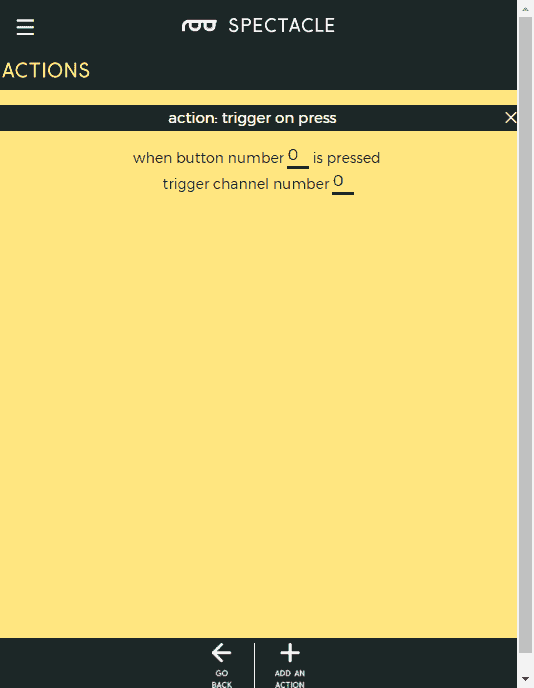 SPECTACLE
ACTIONS
action: trigger on press
when button number 0 is pressed
trigger channel number 0
GO
BACK
ADD AN
ACTION